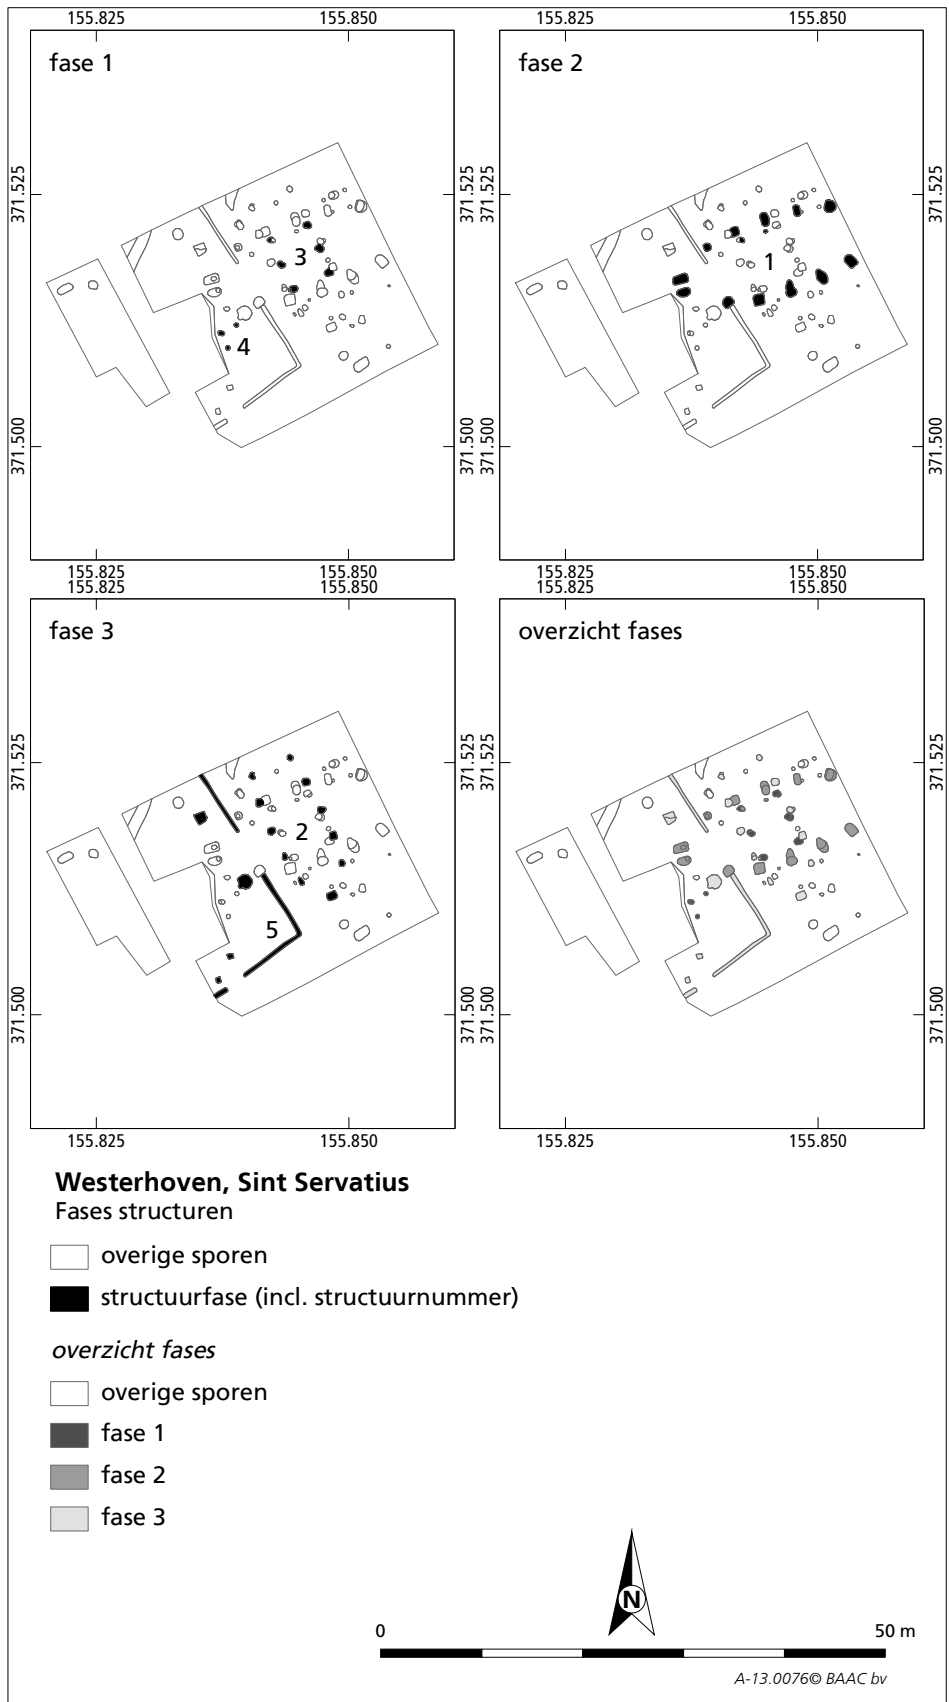 155.825 155.850 155.825 155.850
fase 1 fase 2
371.525 371.525 371.525 371.525
3
1
4
371.500 371.500 371.500 371.500
155.825 155.850 155.825 155.850
155.825 155.850 155.825 155.850
fase 3 overzicht fases
371.525 371.525 371.525 371.525
2
5
371.500 371.500 371.500 371.500
155.825 155.850 155.825 155.850
Westerhoven, Sint Servatius
Fases structuren
overige sporen
structuurfase (incl. structuurnummer)
overzicht fases
overige sporen
fase 1
fase 2
fase 3
N
0 50 m
A-13.0076© BAAC bv